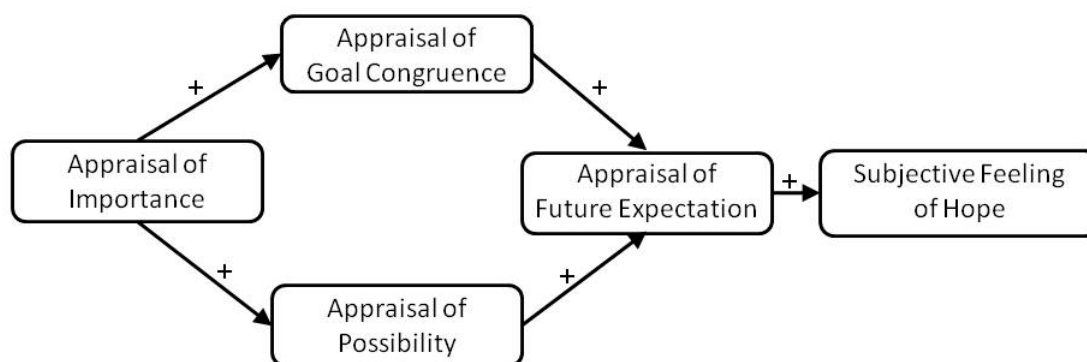 Appraisal of
Goal Congruence
+
+
Appraisal of
Importance
Appraisal of
Future Expectation
+
Subjective Feeling
of Hope
+
+
Appraisal of
Possibility